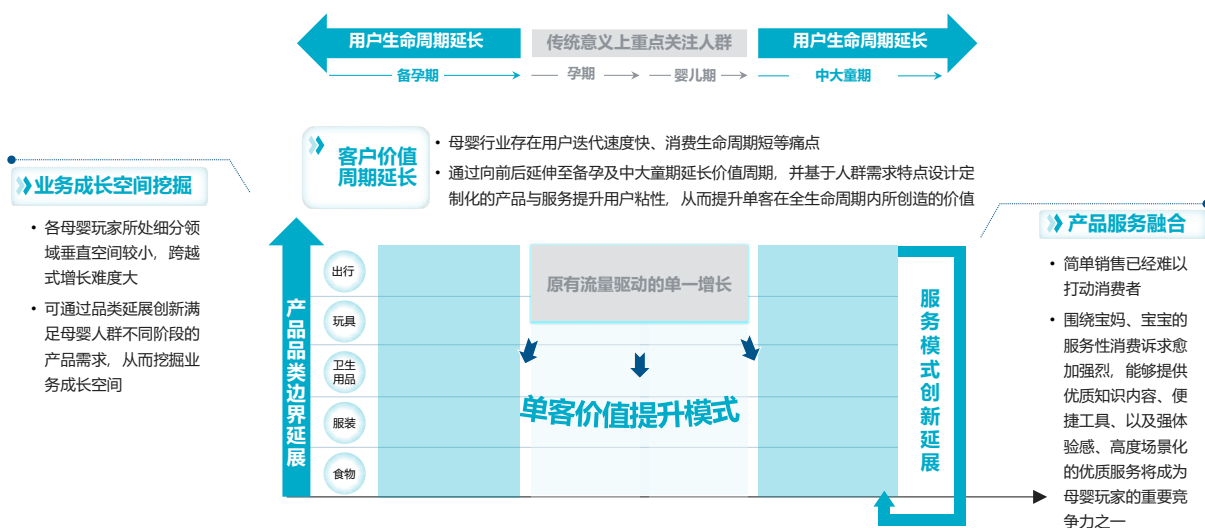 用户生命周期延长
传统意义上重点关注人群
用户生命周期延长
备孕期
孕期
婴儿期
中大童期
客户价值
周期延长
• 母婴行业存在用户迭代速度快、消费生命周期短等痛点
• 通过向前后延伸至备孕及中大童期延长价值周期，并基于人群需求特点设计定
制化的产品与服务提升用户粘性，从而提升单客在全生命周期内所创造的价值
业务成长空间挖掘
• 各母婴玩家所处细分领
域垂直空间较小，跨越
式增长难度大
• 可通过品类延展创新满
足母婴人群不同阶段的
产品需求，从而挖掘业
务成长空间
产品品类边界延展
出行
玩具
卫生
用品
服装
食物
原有流量驱动的单一增长
单客价值提升模式
服务模式创新延展
产品服务融合
• 简单销售已经难以
打动消费者
• 围绕宝妈、宝宝的
服务性消费诉求愈
加强烈，能够提供
优质知识内容、便
捷工具、以及强体
验感、高度场景化
的优质服务将成为
母婴玩家的重要竞
争力之一